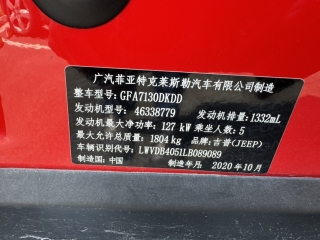 广汽菲亚特克莱斯勒汽车有限公司制造
整车型号: GFA7130DKDD
发动机型号: 46338779 发动机排量: 1332mL
发动机最大净功率: 127 kW 乘坐人数: 5
最大允许总质量: 1804 kg 品牌: 吉普(JEEP)
车辆识别代号: LWVDB4051LB089089
制造国: 中国 制造年月: 2020年10月